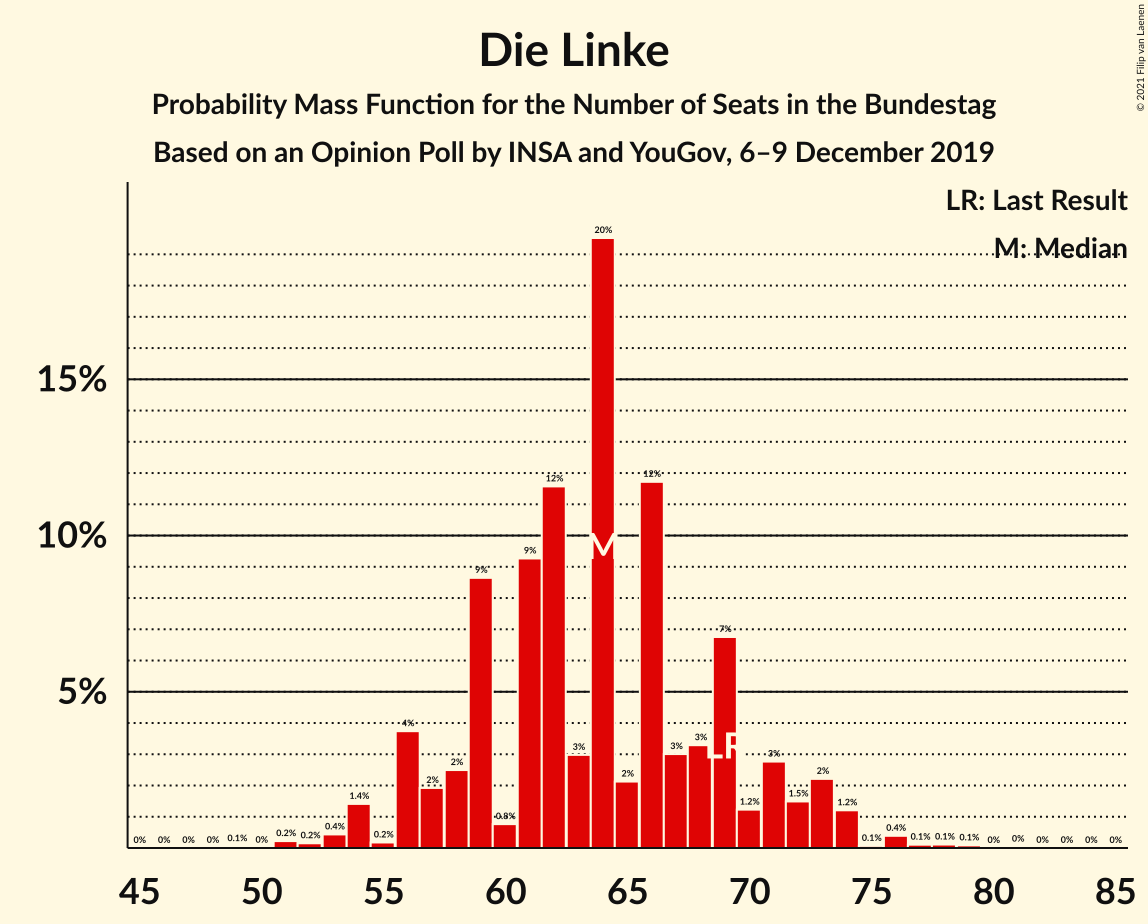 Die Linke
Probability Mass Function for the Number of Seats in the Bundestag
Based on an Opinion Poll by INSA and YouGov, 6–9 December 2019
© 2021 Filip van Laenen
LR: Last Result
M: Median
15%
10%
5%
0% 0% 0% 0% 0.1% 0% 0.2% 0.2% 0.4% 1.4% 0.2% 4% 2% 2% 9% 0.8% 9% 12% 3% 20% 2% 12% 3% 3% 7% 1.2% 3% 1.5% 2% 1.2% 0.1% 0.4% 0.1% 0.1% 0.1% 0% 0% 0% 0% 0% 0%
M
LR
45 50 55 60 65 70 75 80 85